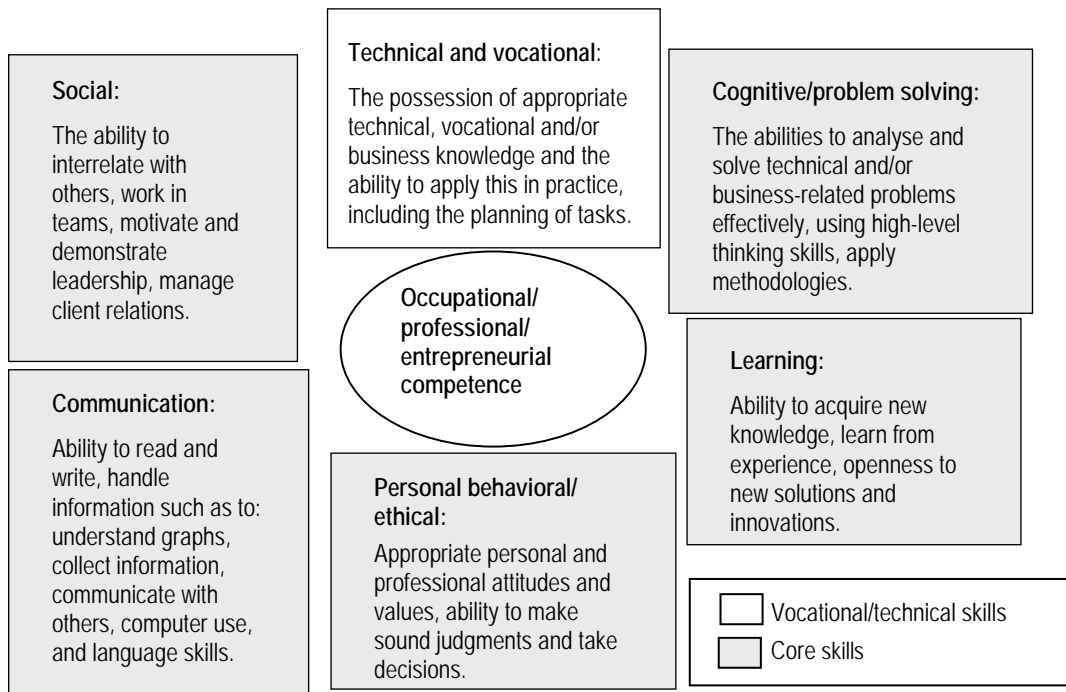 Social:
The ability to
interrelate with
others, work in
teams, motivate and
demonstrate
leadership, manage
client relations.
Technical and vocational:
The possession of appropriate
technical, vocational and/or
business knowledge and the
ability to apply this in practice,
including the planning of tasks.
Cognitive/problem solving:
The abilities to analyse and
solve technical and/or
business-related problems
effectively, using high-level
thinking skills, apply
methodologies.
Occupational/
professional/
entrepreneurial
competence
Communication:
Ability to read and
write, handle
information such as to:
understand graphs,
collect information,
communicate with
others, computer use,
and language skills.
Personal behavioral/
ethical:
Appropriate personal and
professional attitudes and
values, ability to make
sound judgments and take
decisions.
Learning:
Ability to acquire new
knowledge, learn from
experience, openness to
new solutions and
innovations.
Vocational/technical skills
Core skills